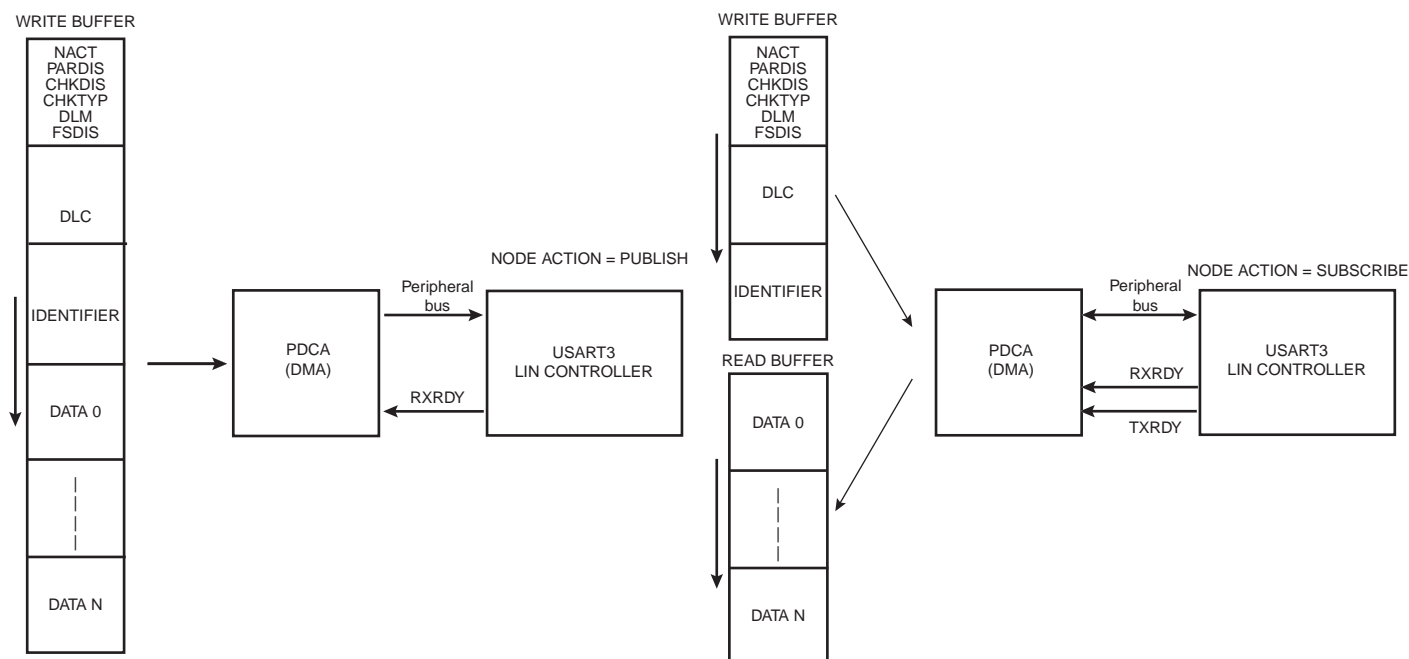 WRITE BUFFER
NACT
PARDIS
CHKDIS
CHKTYP
DLM
FSDIS
DLC
IDENTIFIER
DATA 0
DATA N
PDCA
(DMA)
Peripheral
bus
RXRDY
NODE ACTION = PUBLISH
USART3
LIN CONTROLLER
WRITE BUFFER
NACT
PARDIS
CHKDIS
CHKTYP
DLM
FSDIS
DLC
IDENTIFIER
READ BUFFER
DATA 0
DATA N
PDCA
(DMA)
Peripheral
bus
RXRDY
TXRDY
NODE ACTION = SUBSCRIBE
USART3
LIN CONTROLLER